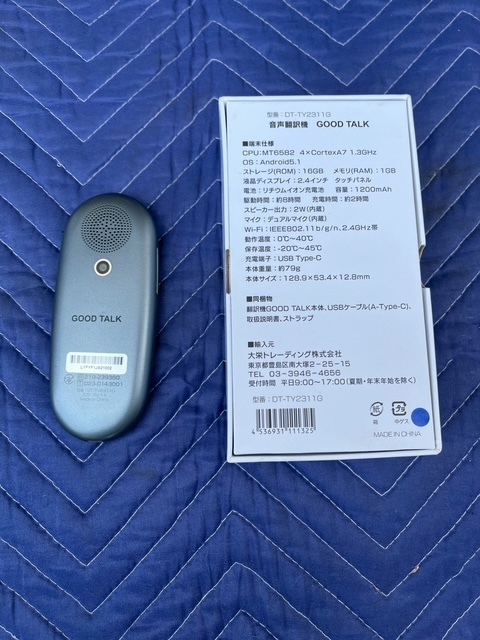 GOOD TALK
型番：DT-TY2311G
音声翻訳機 GOOD TALK
■端末仕様
CPU:MT6582 4×CortexA7 1.3GHz
OS：Android5.1
ストレージ(ROM)：16GB メモリ(RAM)：1GB
液晶ディスプレイ：2.4インチ タッチパネル
電池：リチウムイオン充電池 容量：1200mAh
駆動時間：約8時間 充電時間：約2時間
スピーカー出力：2W(内蔵)
マイク：デュアルマイク(内蔵)
Wi-Fi：IEEE802.11b/g/n、2.4GHz帯
動作温度：0℃～40℃
保存温度：-20℃～45℃
充電端子：USB Type-C
本体重量：約79g
本体サイズ：128.9×53.4×12.8mm
■同梱物
翻訳機GOOD TALK本体、USBケーブル(A-Type-C)、
取扱説明書、ストラップ
■輸入元
大栄トレーディング株式会社
東京都豊島区南大塚2-25-15
TEL 03-3946-4656
受付時間 平日9:00～17:00(夏期・年末年始を除く)
型番：DT-TY2311G
4 536931 111325
紙
箱
プラ
中ゲス
MADE IN CHINA